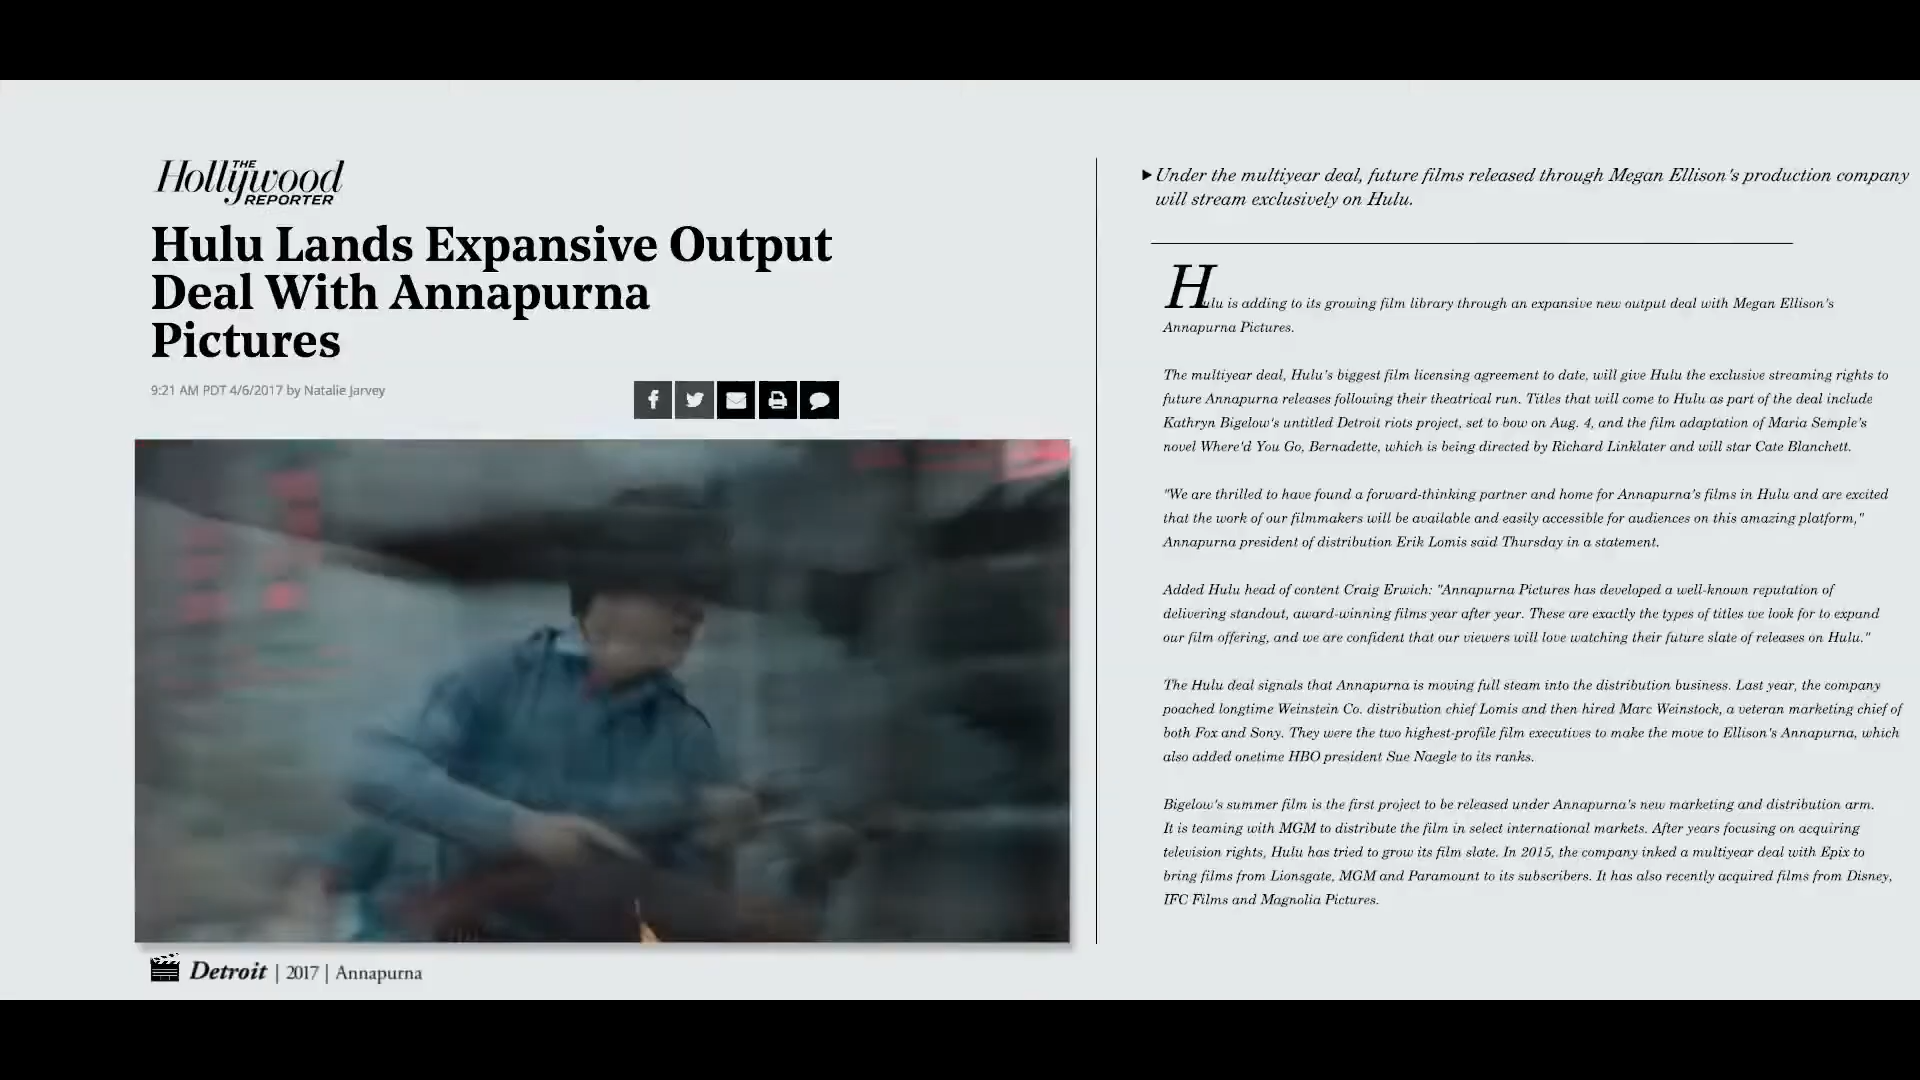 THE
Hollywood
REPORTER
Hulu Lands Expansive Output
Deal With Annapurna
Pictures
9:21 AM PDT 4/6/2017 by Natalie Jarvey
Detroit | 2017 | Annapurna
Under the multiyear deal, future films released through Megan Ellison's production company
will stream exclusively on Hulu.
Hulu is adding to its growing film library through an expansive new output deal with Megan Ellison's
Annapurna Pictures.
The multiyear deal, Hulu's biggest film licensing agreement to date, will give Hulu the exclusive streaming rights to
future Annapurna releases following their theatrical run. Titles that will come to Hulu as part of the deal include
Kathryn Bigelow's untitled Detroit riots project, set to bow on Aug. 4, and the film adaptation of Maria Semple's
novel Where'd You Go, Bernadette, which is being directed by Richard Linklater and will star Cate Blanchett.
"We are thrilled to have found a forward-thinking partner and home for Annapurna's films in Hulu and are excited
that the work of our filmmakers will be available and easily accessible for audiences on this amazing platform,"
Annapurna president of distribution Erik Lomis said Thursday in a statement.
Added Hulu head of content Craig Erwich: "Annapurna Pictures has developed a well-known reputation of
delivering standout, award-winning films year after year. These are exactly the types of titles we look for to expand
our film offering, and we are confident that our viewers will love watching their future slate of releases on Hulu."
The Hulu deal signals that Annapurna is moving full steam into the distribution business. Last year, the company
poached longtime Weinstein Co. distribution chief Lomis and then hired Marc Weinstock, a veteran marketing chief of
both Fox and Sony. They were the two highest-profile film executives to make the move to Ellison's Annapurna, which
also added onetime HBO president Sue Naegle to its ranks.
Bigelow's summer film is the first project to be released under Annapurna's new marketing and distribution arm.
It is teaming with MGM to distribute the film in select international markets. After years focusing on acquiring
television rights, Hulu has tried to grow its film slate. In 2015, the company inked a multiyear deal with Epix to
bring films from Lionsgate, MGM and Paramount to its subscribers. It has also recently acquired films from Disney,
IFC Films and Magnolia Pictures.